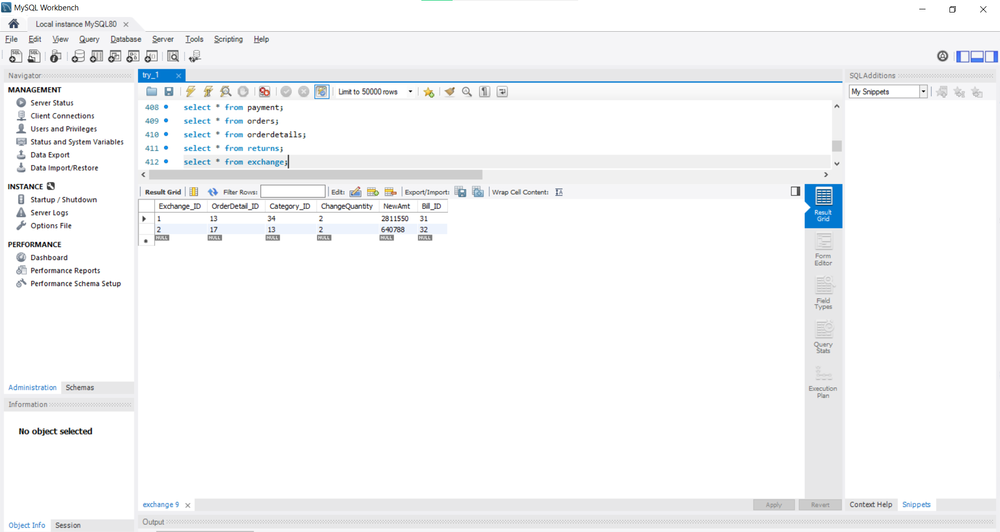 MySQL Workbench
Local instance MySQL80
File Edit View Query Database Server Tools Scripting Help
Navigator
MANAGEMENT
Server Status
Client Connections
Users and Privileges
Status and System Variables
Data Export
Data Import/Restore
INSTANCE
Startup / Shutdown
Server Logs
Options File
PERFORMANCE
Dashboard
Performance Reports
Performance Schema Setup
Administration Schemas
Information
No object selected
Object Info Session
try_1
Limit to 50000 rows
408 select * from payment;
409 select * from orders;
410 select * from orderdetails;
411 select * from returns;
412 select * from exchange;
Result Grid Filter Rows: Edit: Export/Import: Wrap Cell Content:
Exchange_ID OrderDetail_ID Category_ID ChangeQuantity NewAmt Bill_ID
1 13 34 2 2811550 31
2 17 13 2 640788 32
NULL NULL NULL NULL NULL NULL
Result
Grid
Form
Editor
Field
Types
Query
Stats
Execution
Plan
exchange 9
Apply Revert
Output
SQLAdditions
My Snippets
Context Help Snippets